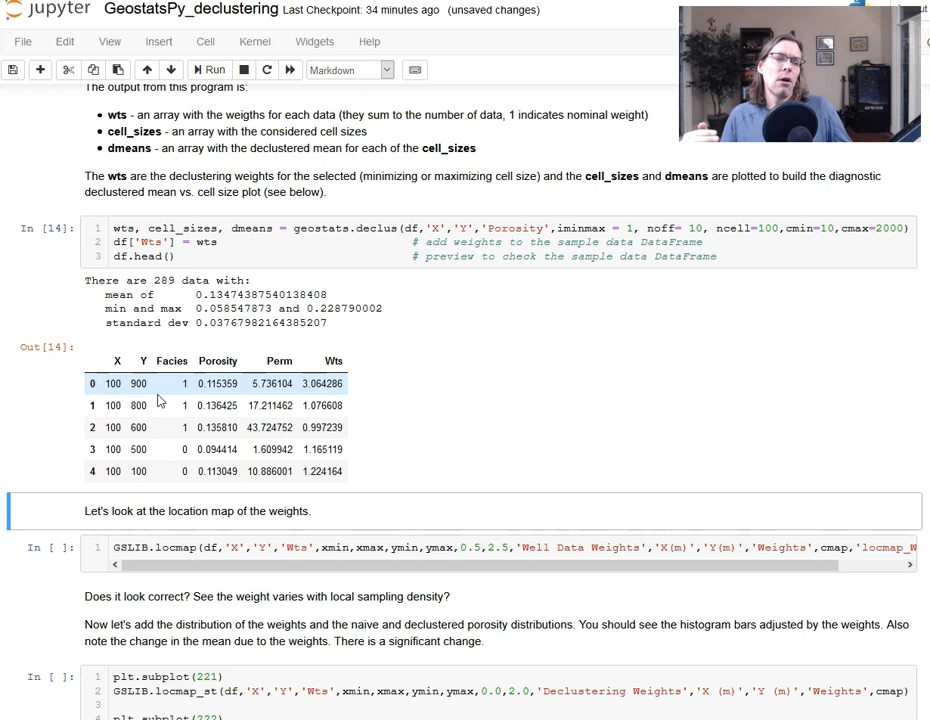 jupyter GeostatsPy_declustering Last Checkpoint: 34 minutes ago (unsaved changes)
File Edit View Insert Cell Kernel Widgets Help
Run Markdown
The output from this program is:
• wts - an array with the weigths for each data (they sum to the number of data, 1 indicates nominal weight)
• cell_sizes - an array with the considered cell sizes
• dmeans - an array with the declustered mean for each of the cell_sizes
The wts are the declustering weights for the selected (minimizing or maximizing cell size) and the cell_sizes and dmeans are plotted to build the diagnostic
declustered mean vs. cell size plot (see below).
In [14]: 1 wts, cell_sizes, dmeans = geostats.declus(df,'X','Y','Porosity',iminmax = 1, noff= 10, ncell=100,cmin=10,cmax=2000)
2 df['Wts'] = wts # add weights to the sample data DataFrame
3 df.head() # preview to check the sample data DataFrame
There are 289 data with:
mean of 0.13474387540138408
min and max 0.058547873 and 0.228790002
standard dev 0.03767982164385207
Out[14]:
X Y Facies Porosity Perm Wts
0 100 900 1 0.115359 5.736104 3.064286
1 100 800 1 0.136425 17.211462 1.076608
2 100 600 1 0.135810 43.724752 0.997239
3 100 500 0 0.094414 1.609942 1.165119
4 100 100 0 0.113049 10.886001 1.224164
Let's look at the location map of the weights.
In [ ]: 1 GSLIB.locmap(df,'X','Y','Wts',xmin,xmax,ymin,ymax,0.5,2.5,'Well Data Weights','X(m)','Y(m)','Weights',cmap,'locmap_W
Does it look correct? See the weight varies with local sampling density?
Now let's add the distribution of the weights and the naive and declustered porosity distributions. You should see the histogram bars adjusted by the weights. Also
note the change in the mean due to the weights. There is a significant change.
In [ ]: 1 plt.subplot(221)
2 GSLIB.locmap_st(df,'X','Y','Wts',xmin,xmax,ymin,ymax,0.0,2.0,'Declustering Weights','X (m)','Y (m)','Weights',cmap)
3
4 plt.subplot(222)